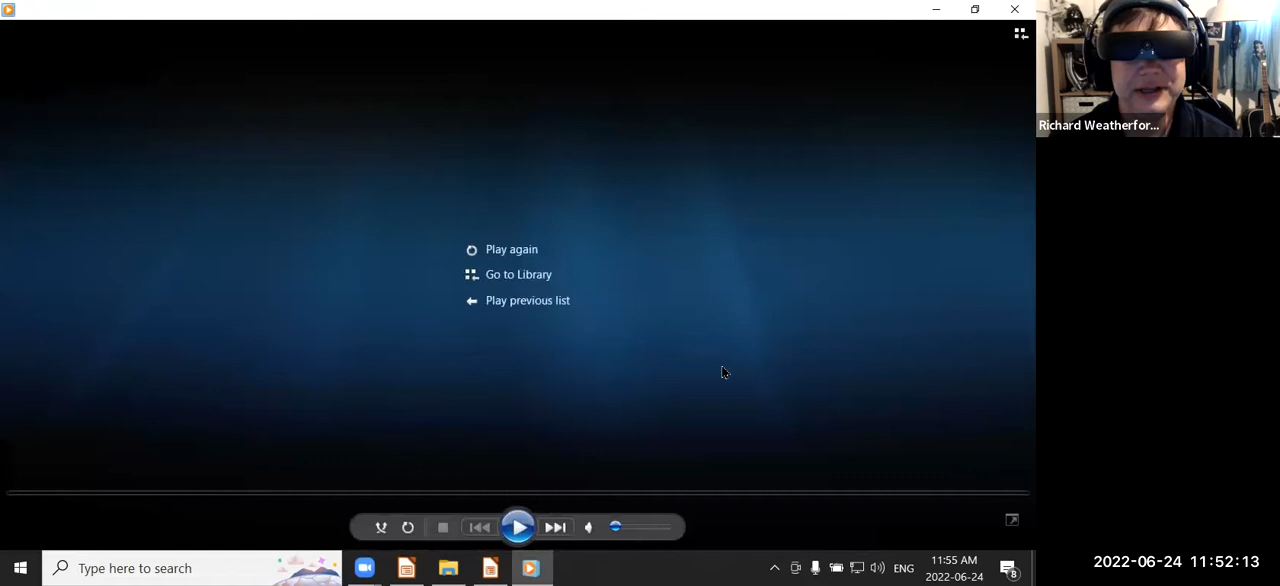 Richard Weatherfor...
Play again
Go to Library
Play previous list
Type here to search
ENG
11:55 AM
2022-06-24
8
2022-06-24 11:52:13